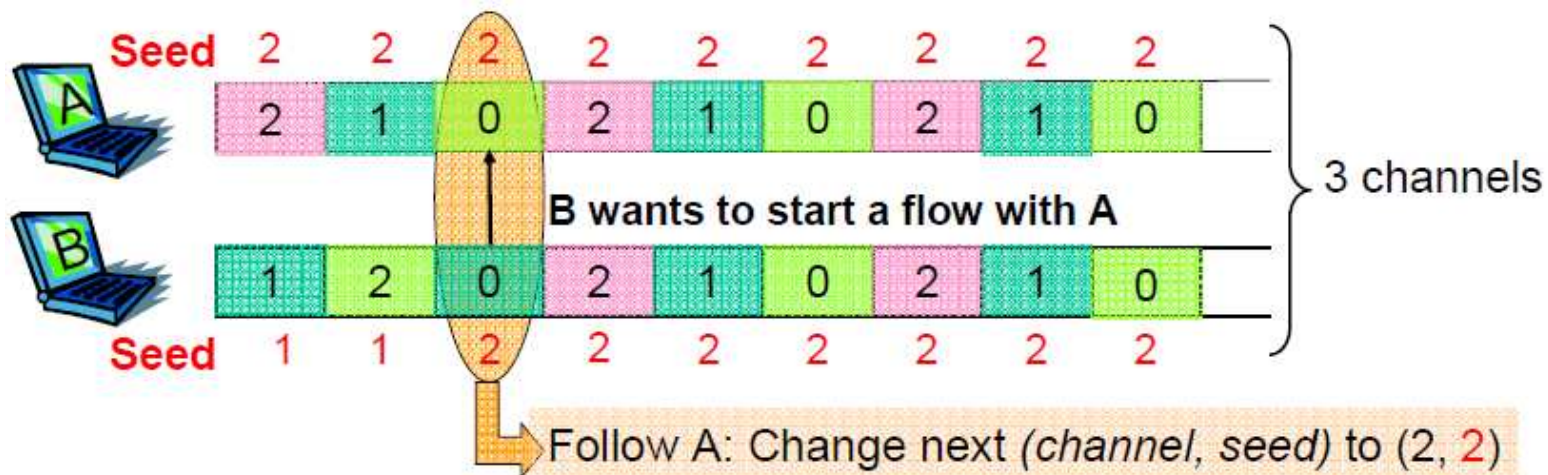 Seed 2 2 2 2 2 2 2 2 2
A 2 1 0 2 1 0 2 1 0
3 channels
B wants to start a flow with A
B 1 2 0 2 1 0 2 1 0
Seed 1 1 2 2 2 2 2 2 2
Follow A: Change next (channel, seed) to (2, 2)